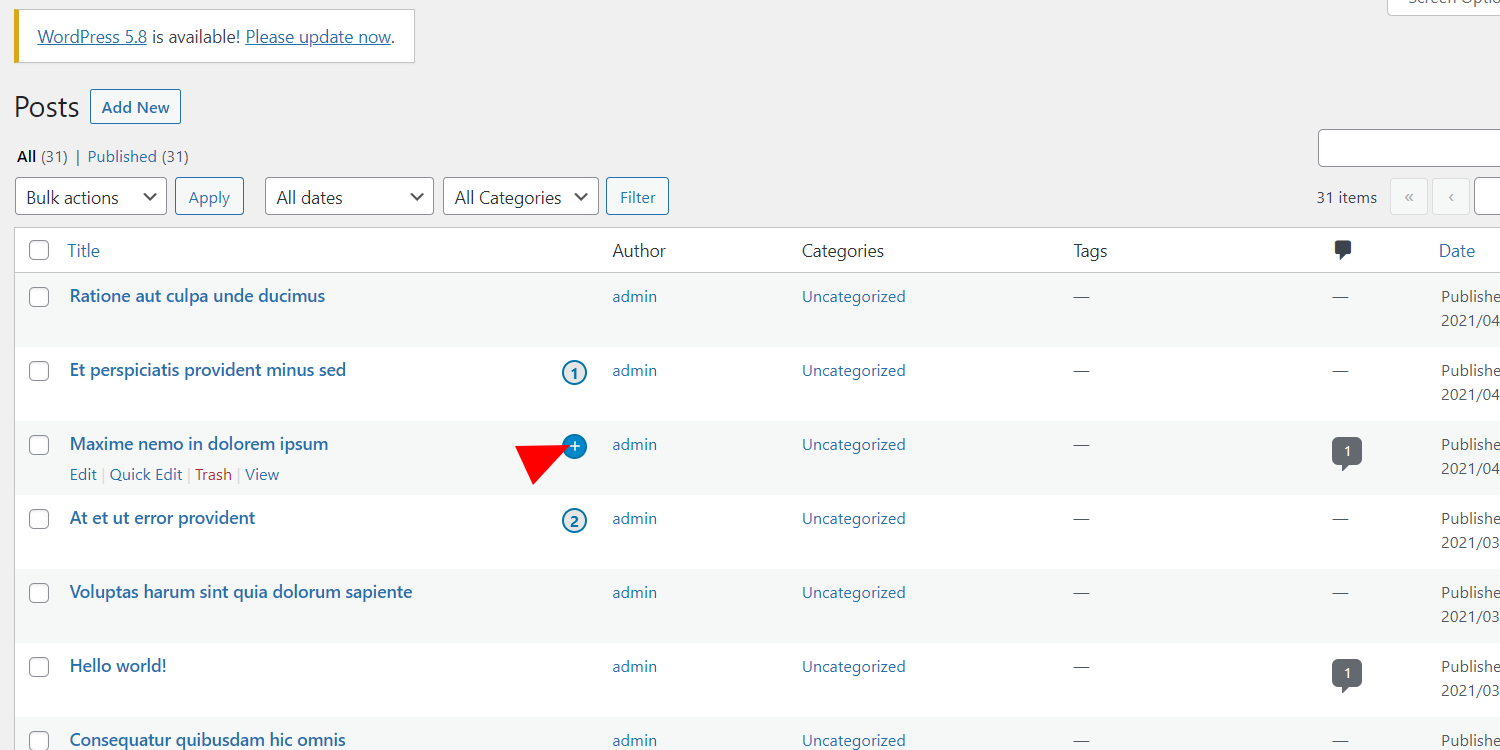 Screen Optio
WordPress 5.8 is available! Please update now.
Posts Add New
All (31) | Published (31)
Bulk actions Apply All dates All Categories Filter 31 items « ‹
Title Author Categories Tags Date
Ratione aut culpa unde ducimus admin Uncategorized — — Publishe
2021/04
Et perspiciatis provident minus sed 1 admin Uncategorized — — Publishe
2021/04
Maxime nemo in dolorem ipsum + admin Uncategorized — 1 Publishe
Edit | Quick Edit | Trash | View 2021/04
At et ut error provident 2 admin Uncategorized — — Publishe
2021/03
Voluptas harum sint quia dolorum sapiente admin Uncategorized — — Publishe
2021/03
Hello world! admin Uncategorized — 1 Publishe
2021/03
Consequatur quibusdam hic omnis admin Uncategorized — — Publishe